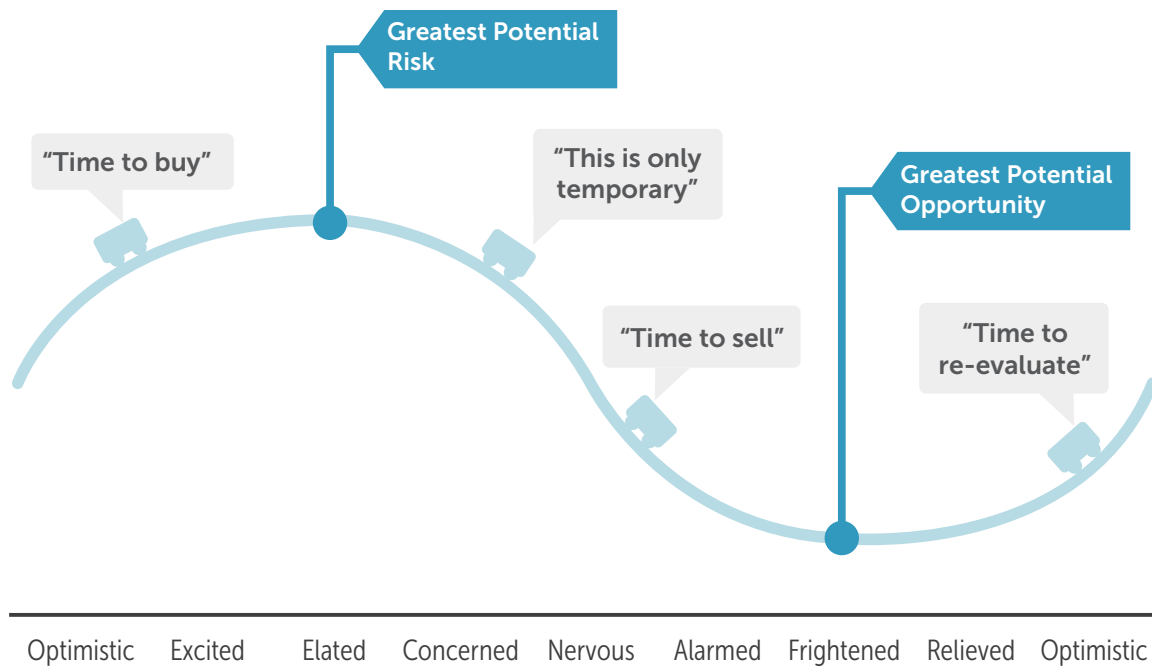 Greatest Potential
Risk
“Time to buy”
“This is only
temporary”
Greatest Potential
Opportunity
“Time to sell”
“Time to
re-evaluate”
Optimistic Excited Elated Concerned Nervous Alarmed Frightened Relieved Optimistic